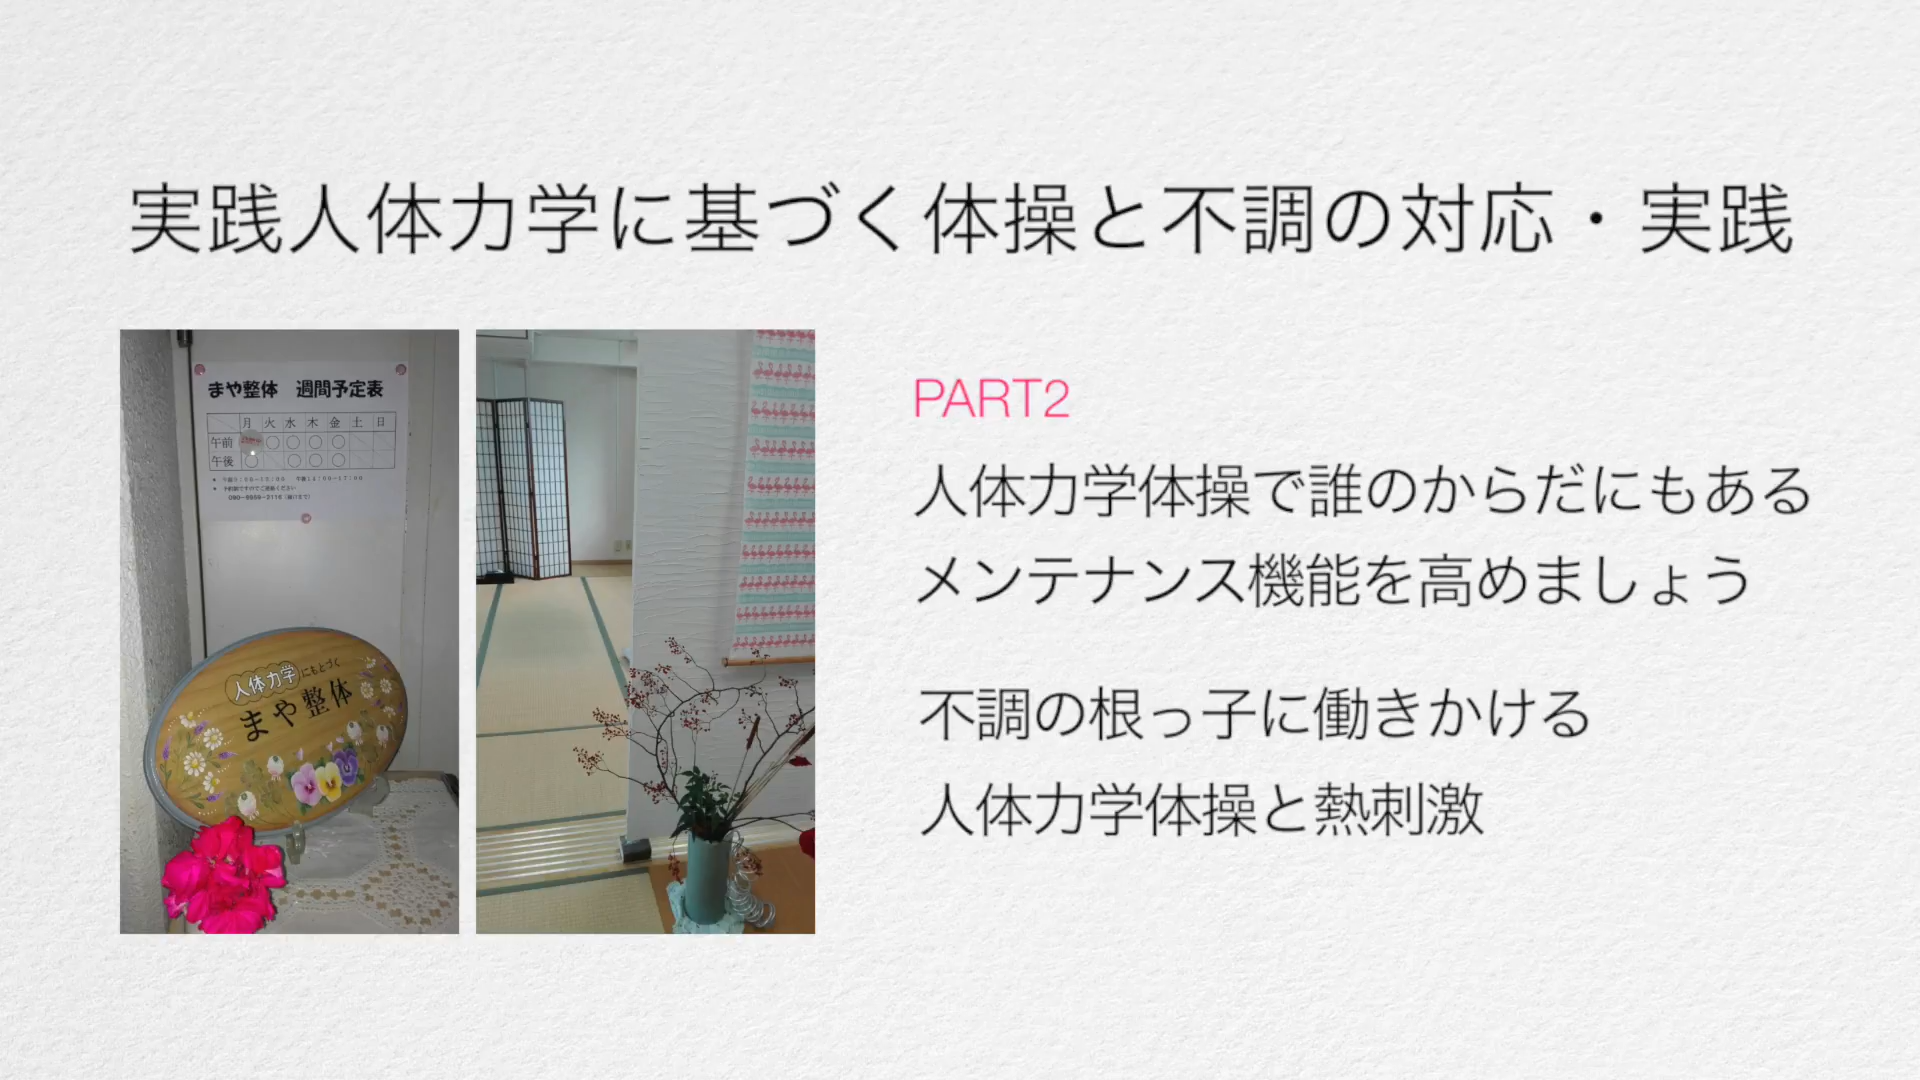 実践人体力学に基づく体操と不調の対応・実践
まや整体 週間予定表
月 火 水 木 金 土 日
午前 ○ ○ ○ ○
午後 ○ ○ ○ ○
人体力学にもとづく
まや整体
PART2
人体力学体操で誰のからだにもある
メンテナンス機能を高めましょう
不調の根っ子に働きかける
人体力学体操と熱刺激